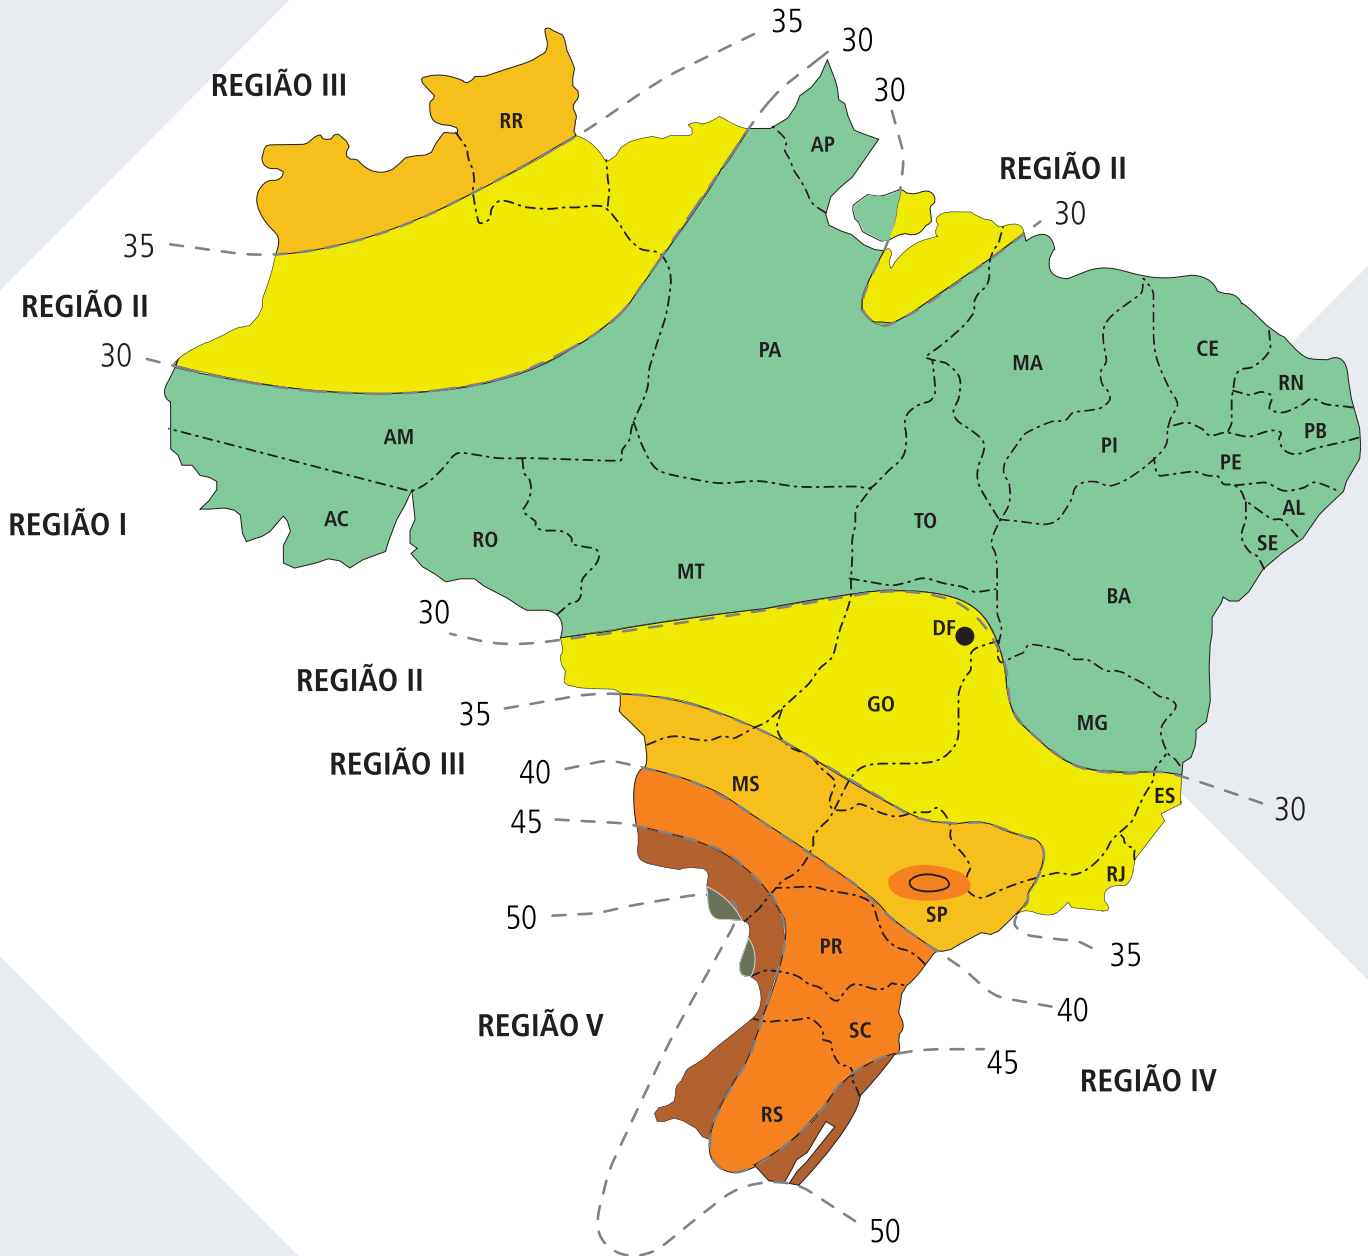 35
30
REGIÃO III
30
RR
AP
REGIÃO II
30
35
REGIÃO II
30
PA
CE
MA
RN
AM
PB
PI
PE
AL
REGIÃO I
AC
TO
RO
SE
MT
BA
30
DF
REGIÃO II
GO
35
MG
REGIÃO III
40
MS
ES
30
45
RJ
50
SP
PR
35
40
REGIÃO V
SC
45
REGIÃO IV
RS
50